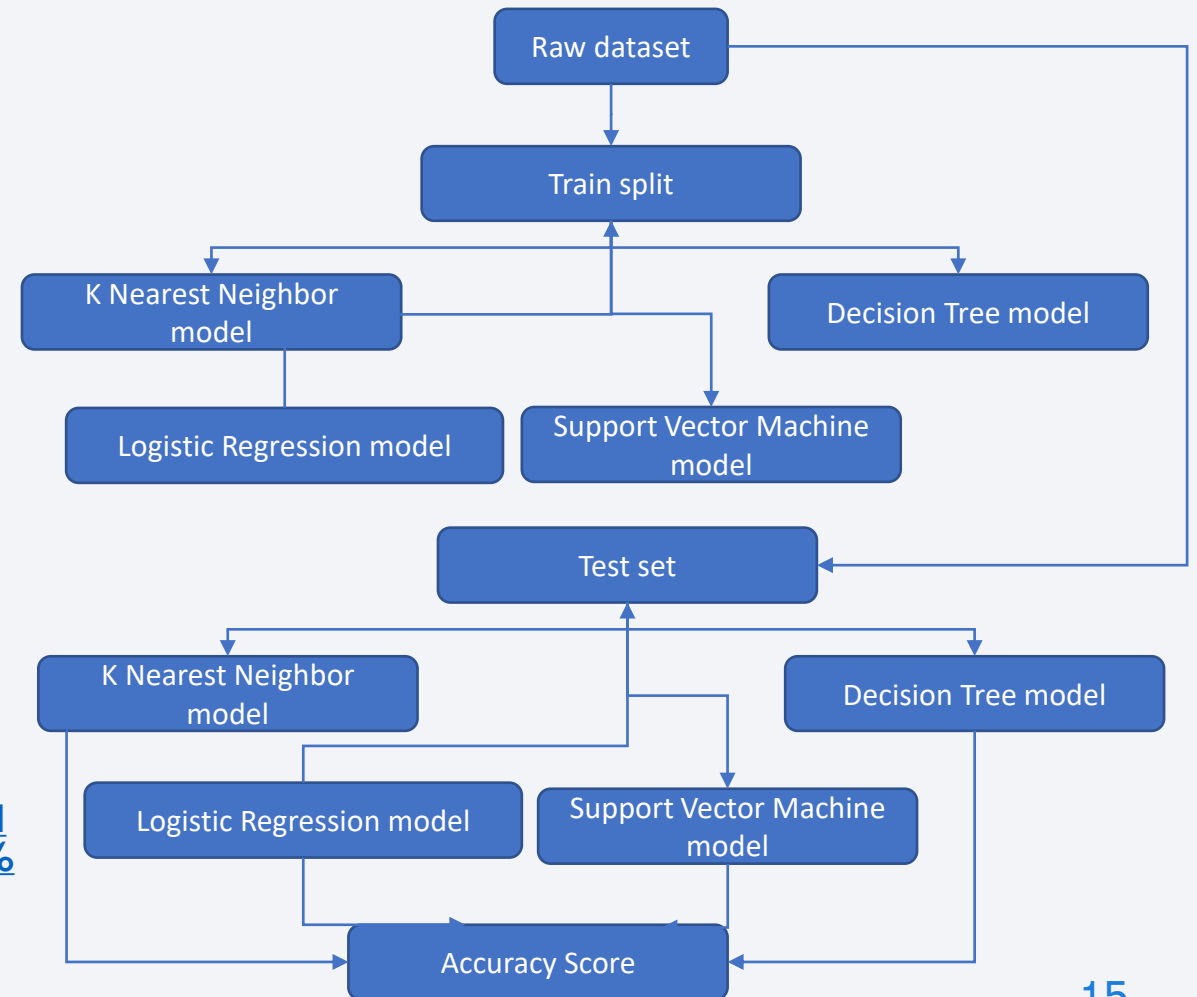 Raw dataset
Train split
K Nearest Neighbor
model
Decision Tree model
Logistic Regression model
Support Vector Machine
model
Test set
K Nearest Neighbor
model
Decision Tree model
Logistic Regression model
Support Vector Machine
model
%
Accuracy Score
15